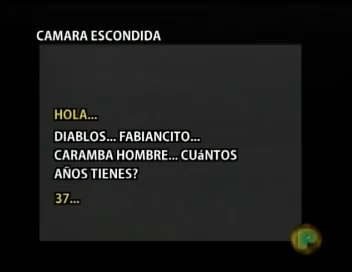 CAMARA ESCONDIDA
HOLA...
DIABLOS... FABIANCITO...
CARAMBA HOMBRE... CUáNTOS
AÑOS TIENES?
37...